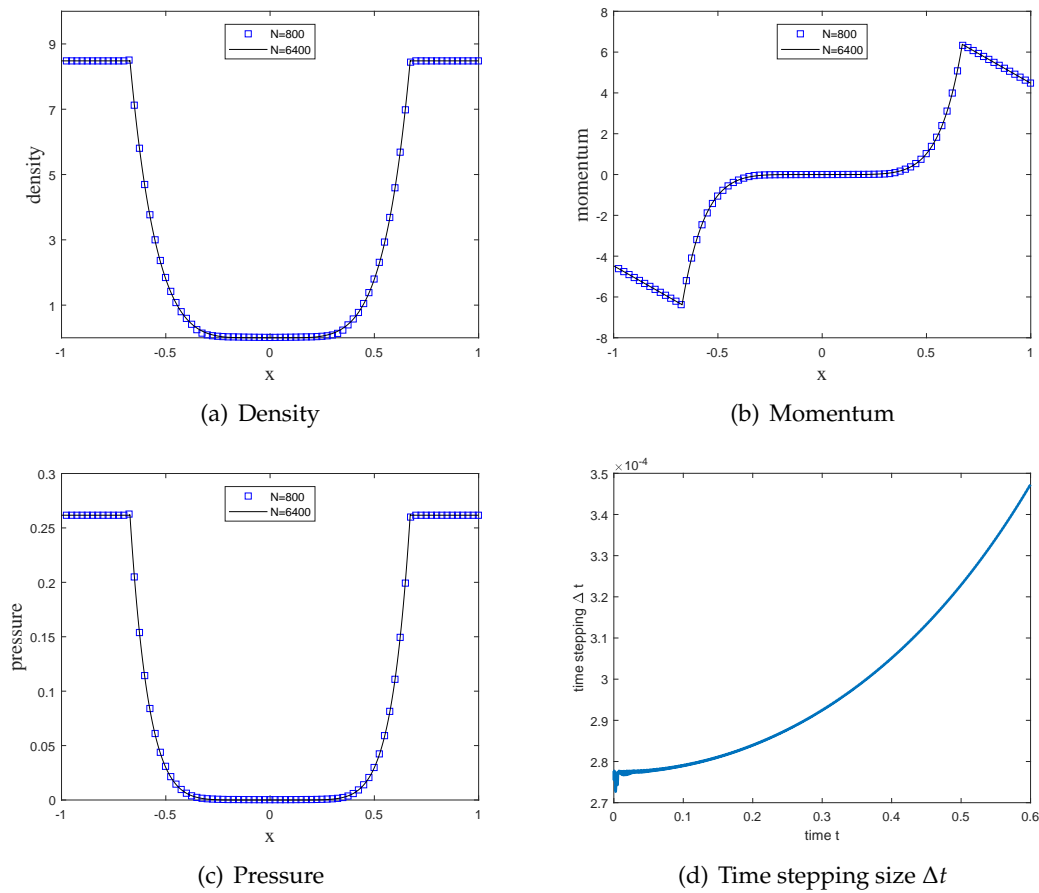 N=800
N=6400
9
7
5
3
1
density
-1
-0.5
0
0.5
1
x
(a) Density
N=800
N=6400
8
6
4
2
0
-2
-4
-6
-8
momentum
-1
-0.5
0
0.5
1
x
(b) Momentum
N=800
N=6400
0.3
0.25
0.2
0.15
0.1
0.05
0
pressure
-1
-0.5
0
0.5
1
x
(c) Pressure
×10⁻⁴
3.5
3.4
3.3
3.2
3.1
3
2.9
2.8
2.7
time stepping Δ t
0
0.1
0.2
0.3
0.4
0.5
0.6
time t
(d) Time stepping size Δt